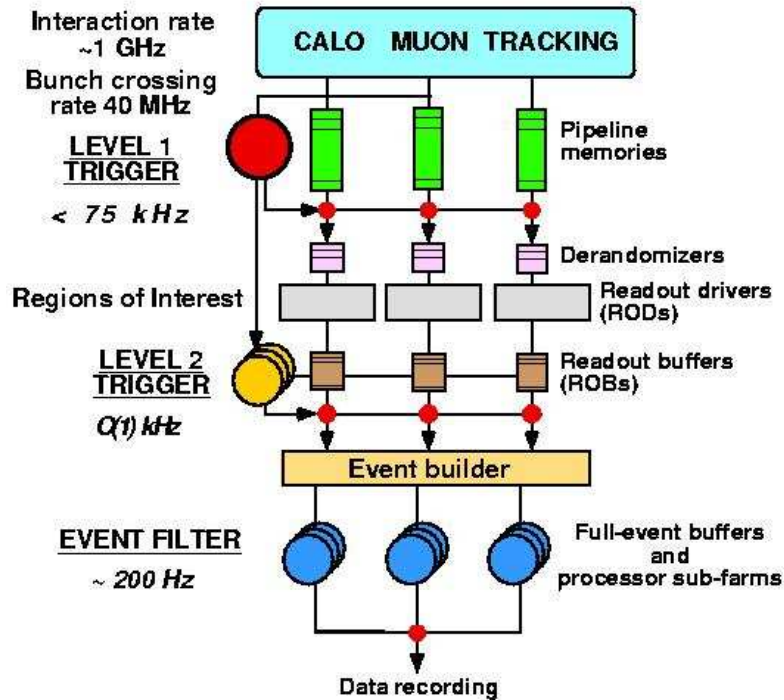 Interaction rate
~1 GHz
CALO MUON TRACKING
Bunch crossing
rate 40 MHz
LEVEL 1
TRIGGER
< 75 kHz
Pipeline
memories
Derandomizers
Regions of Interest
Readout drivers
(RODs)
LEVEL 2
TRIGGER
O(1) kHz
Readout buffers
(ROBs)
Event builder
EVENT FILTER
~ 200 Hz
Full-event buffers
and
processor sub-farms
Data recording